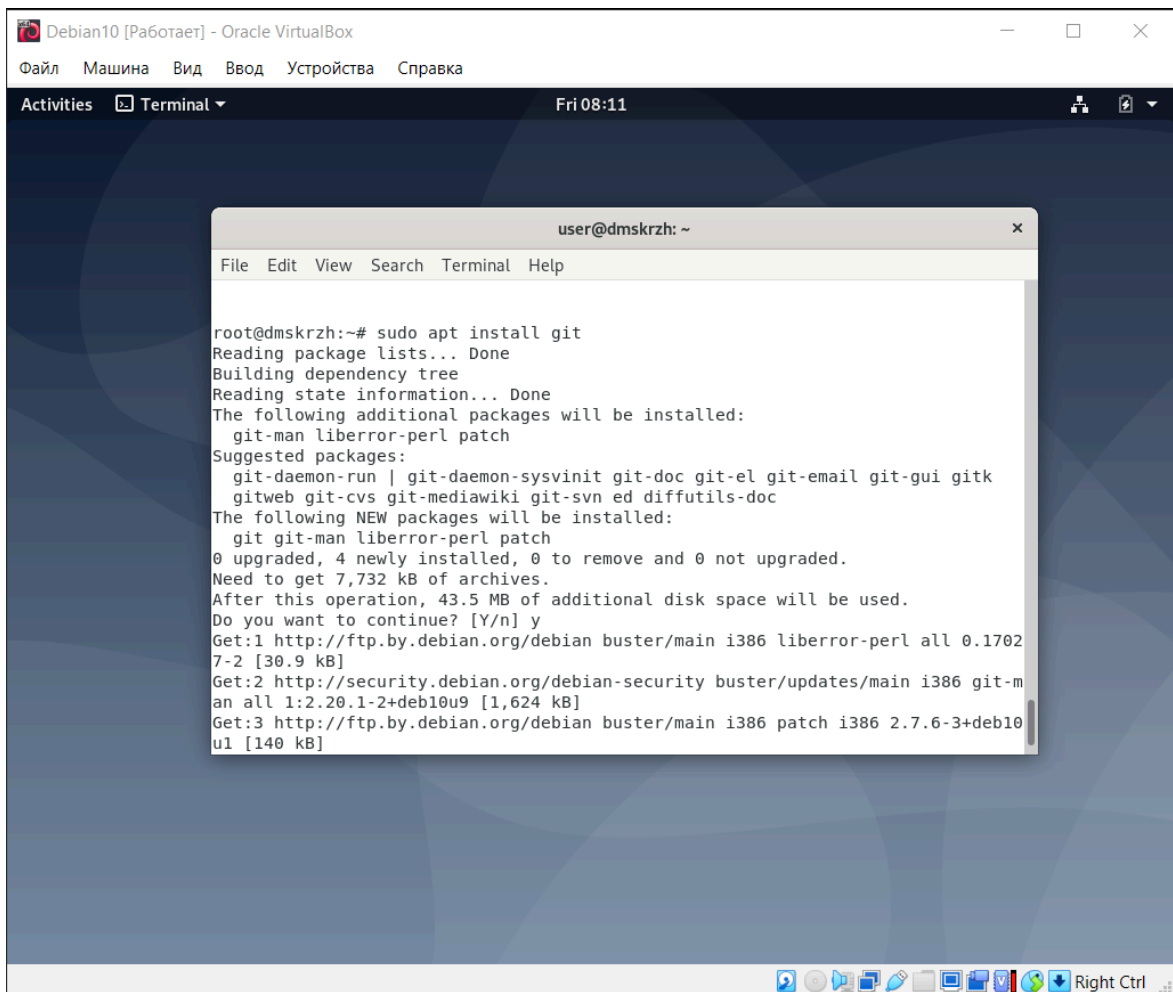 Debian10 [Работает] - Oracle VirtualBox
Файл Машина Вид Ввод Устройства Справка
Activities Terminal Fri 08:11
user@dmskrzh: ~
File Edit View Search Terminal Help
root@dmskrzh:~# sudo apt install git
Reading package lists... Done
Building dependency tree
Reading state information... Done
The following additional packages will be installed:
  git-man liberror-perl patch
Suggested packages:
  git-daemon-run | git-daemon-sysvinit git-doc git-el git-email git-gui gitk
  gitweb git-cvs git-mediawiki git-svn ed diffutils-doc
The following NEW packages will be installed:
  git git-man liberror-perl patch
0 upgraded, 4 newly installed, 0 to remove and 0 not upgraded.
Need to get 7,732 kB of archives.
After this operation, 43.5 MB of additional disk space will be used.
Do you want to continue? [Y/n] y
Get:1 http://ftp.by.debian.org/debian buster/main i386 liberror-perl all 0.1702
7-2 [30.9 kB]
Get:2 http://security.debian.org/debian-security buster/updates/main i386 git-m
an all 1:2.20.1-2+deb10u9 [1,624 kB]
Get:3 http://ftp.by.debian.org/debian buster/main i386 patch i386 2.7.6-3+deb10
u1 [140 kB]
Right Ctrl